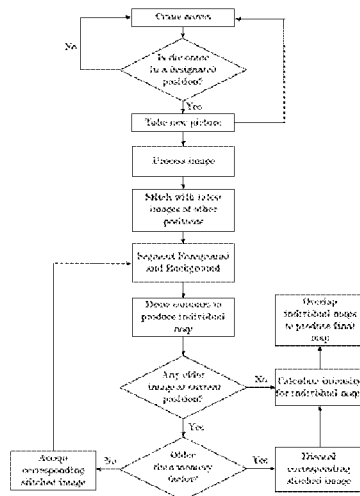 Crane moves
No
Is the crane
in a designated
position?
Yes
Take new picture
Process image
Stitch with latest
images of other
positions
Segment Foreground
and Background
Draw contours to
produce individual
map
Overlap
individual maps
to produce final
map
Any older
image at current
position?
No
Calculate intensity
for individual maps
Yes
Older
than memory
factor?
No
Yes
Accept
corresponding
stitched image
Discard
corresponding
stitched image